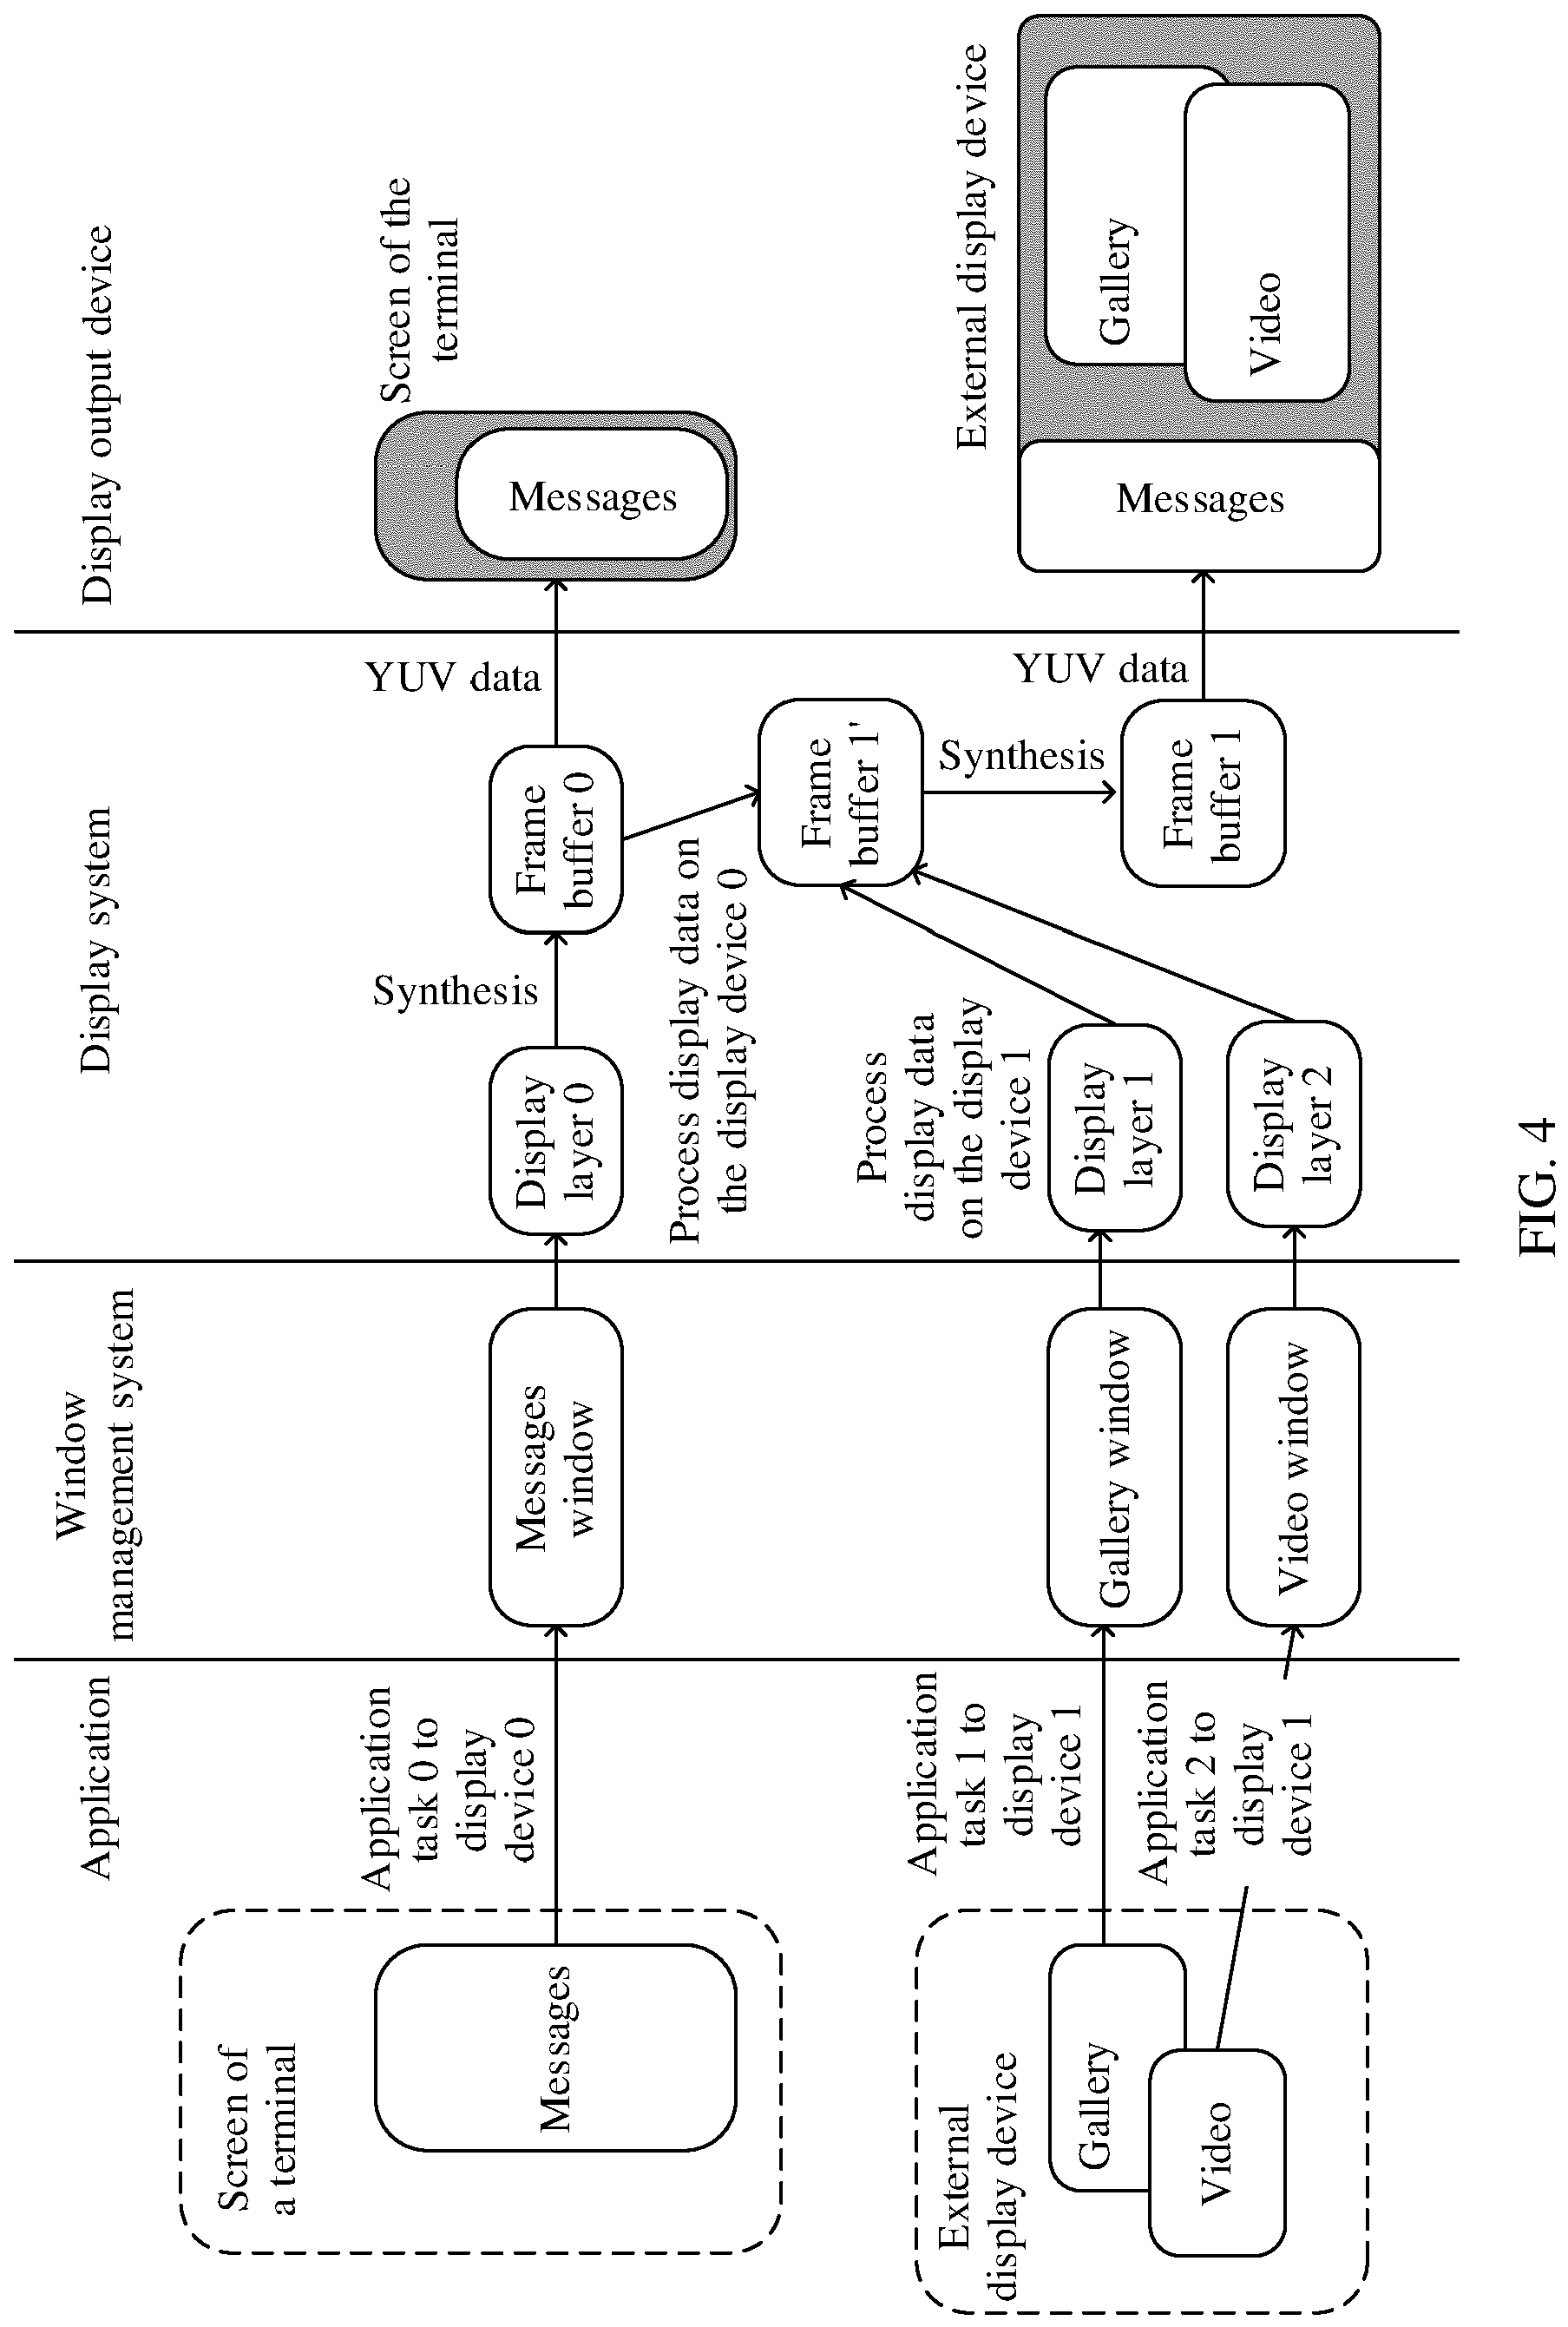 Application
Window
management system
Display system
Display output device
Screen of
a terminal
Messages
Application
task 0 to
display
device 0
Messages
window
Display
layer 0
Synthesis
Frame
buffer 0
YUV data
Screen of the
terminal
Messages
Process display data on
the display device 0
Frame
buffer 1'
Synthesis
Frame
buffer 1
YUV data
External display device
Messages
Gallery
Video
External
display device
Gallery
Video
Application
task 1 to
display
device 1
Application
task 2 to
display
device 1
Gallery window
Video window
Process
display data
on the display
device 1
Display
layer 1
Display
layer 2
FIG. 4